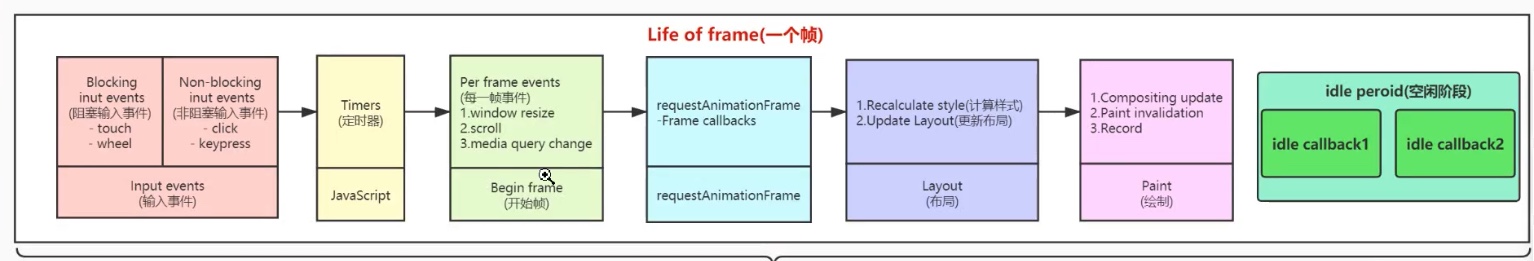 Life of frame(一个帧)
Blocking
inut events
(阻塞输入事件)
- touch
- wheel
Non-blocking
inut events
(非阻塞输入事件)
- click
- keypress
Input events
(输入事件)
Timers
(定时器)
JavaScript
Per frame events
(每一帧事件)
1.window resize
2.scroll
3.media query change
Begin frame
(开始帧)
requestAnimationFrame
-Frame callbacks
requestAnimationFrame
1.Recalculate style(计算样式)
2.Update Layout(更新布局)
Layout
(布局)
1.Compositing update
2.Paint invalidation
3.Record
Paint
(绘制)
idle peroid(空闲阶段)
idle callback1
idle callback2